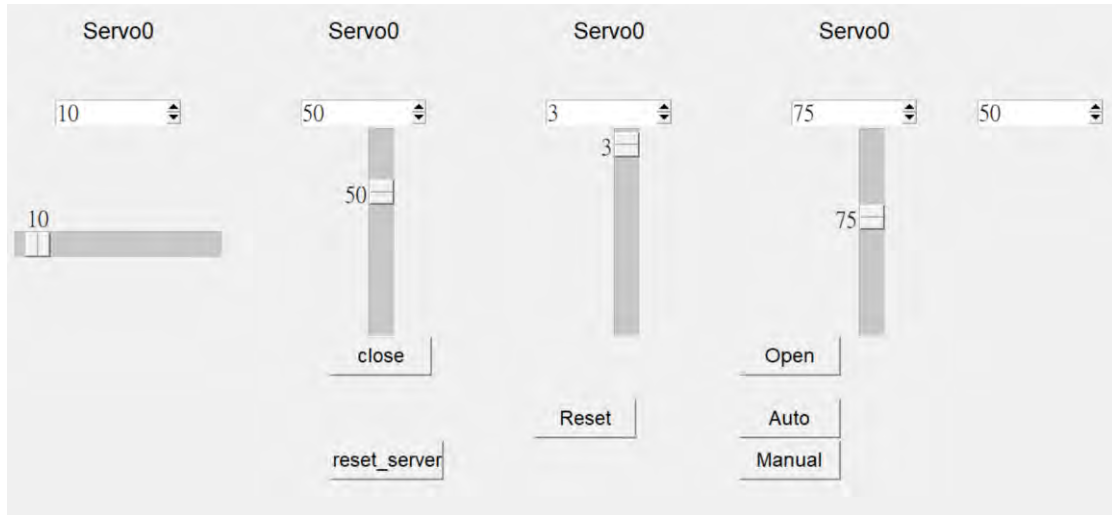 Servo0 Servo0 Servo0 Servo0
10 50 3 75 50
3
50
10 75
close Open
Reset Auto
reset_server Manual